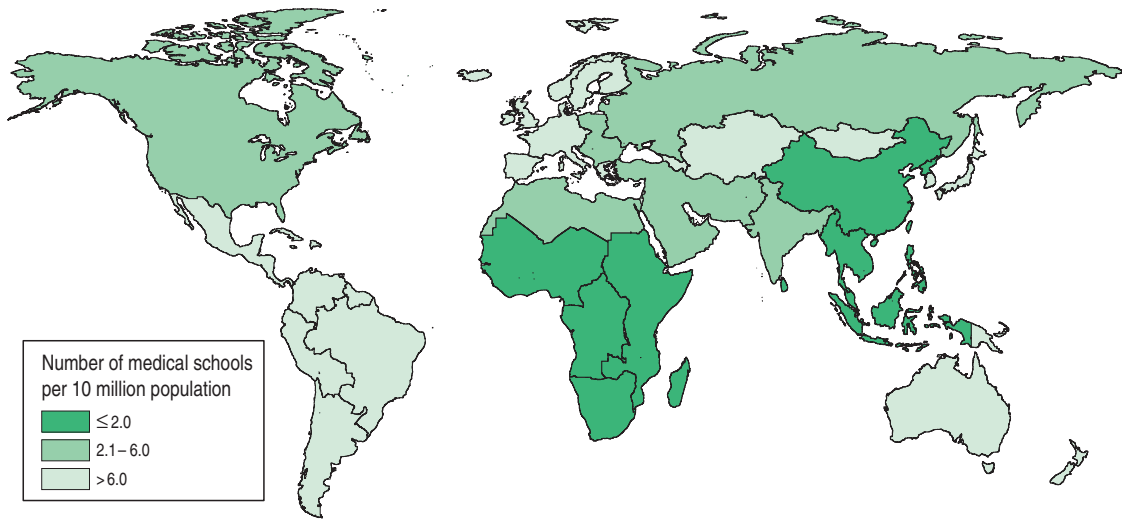 Number of medical schools
per 10 million population
≤2.0
2.1–6.0
>6.0